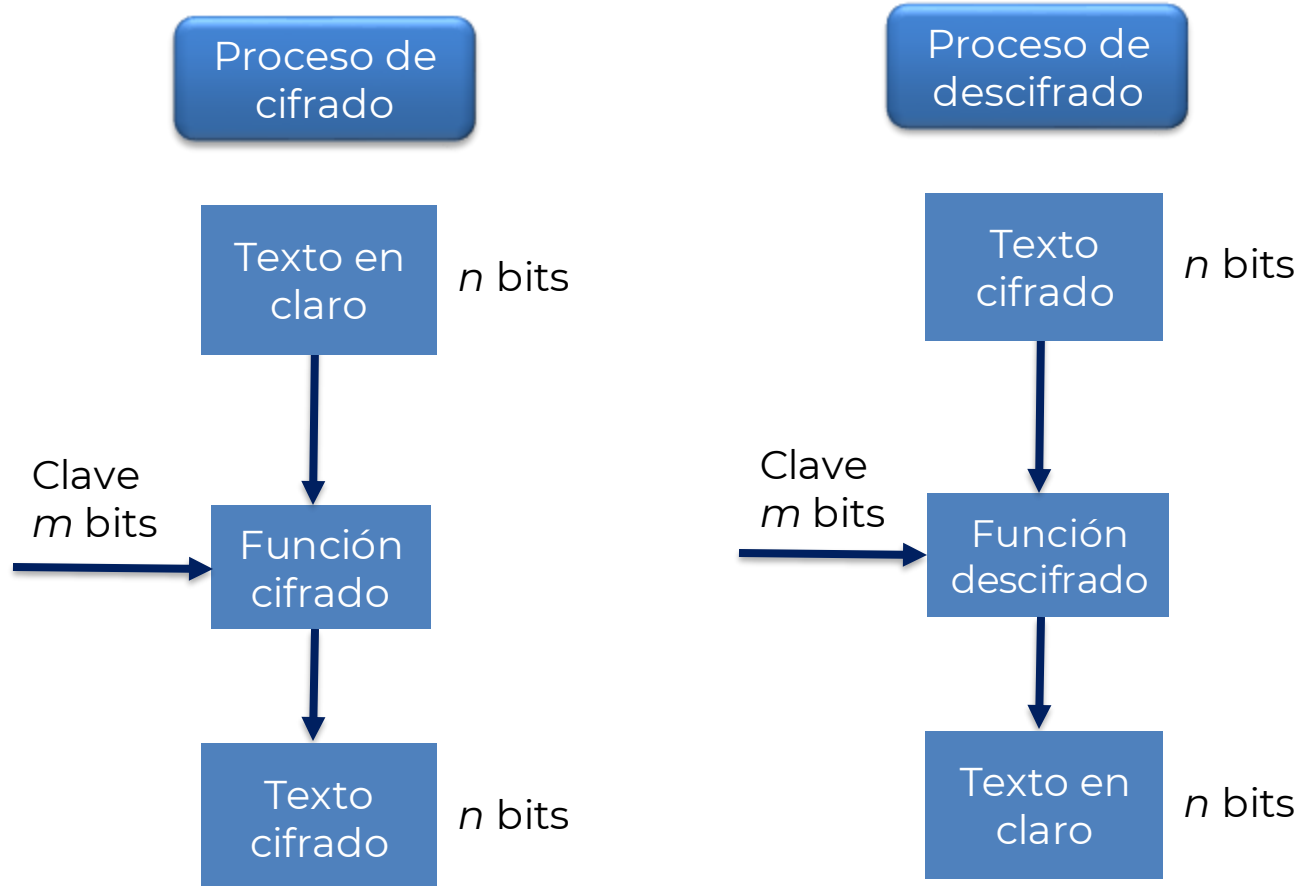 Proceso de
cifrado
Texto en
claro
n bits
Clave
m bits
Función
cifrado
Texto
cifrado
n bits
Proceso de
descifrado
Texto
cifrado
n bits
Clave
m bits
Función
descifrado
Texto en
claro
n bits